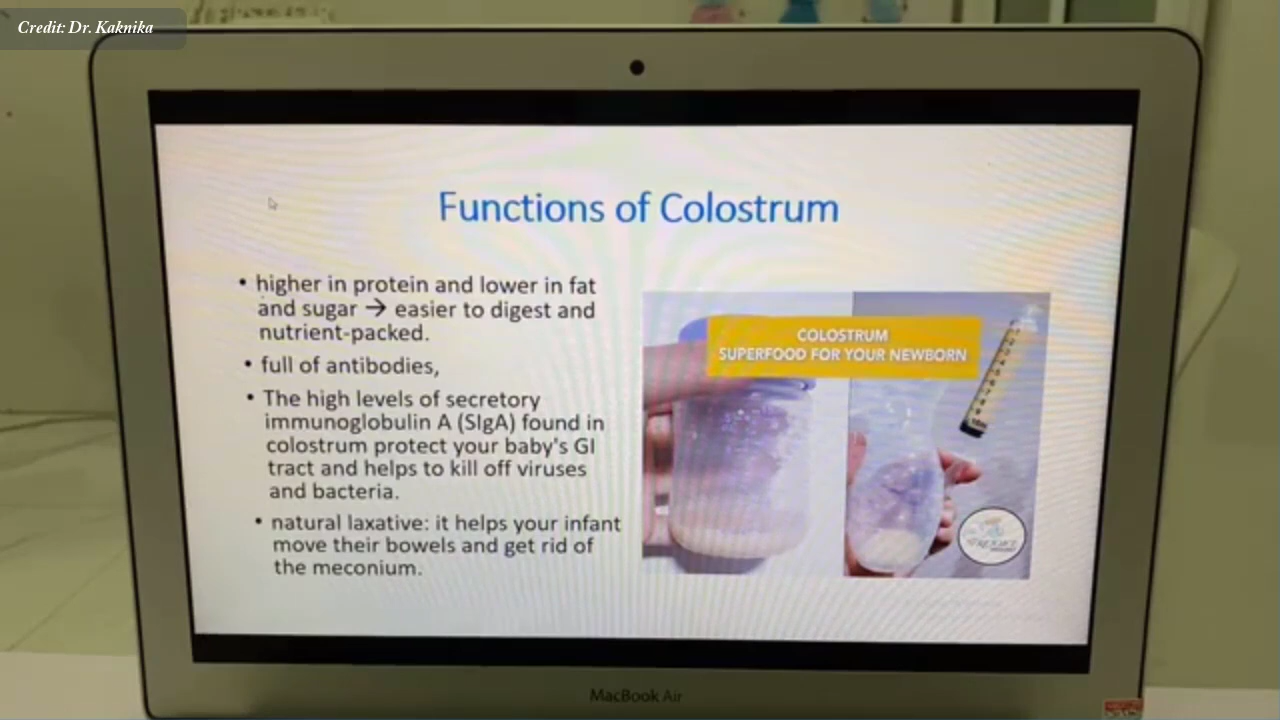 Credit: Dr. Kaknika
Functions of Colostrum
• higher in protein and lower in fat
and sugar → easier to digest and
nutrient-packed.
• full of antibodies,
• The high levels of secretory
immunoglobulin A (SIgA) found in
colostrum protect your baby's GI
tract and helps to kill off viruses
and bacteria.
• natural laxative: it helps your infant
move their bowels and get rid of
the meconium.
COLOSTRUM
SUPERFOOD FOR YOUR NEWBORN
MacBook Air